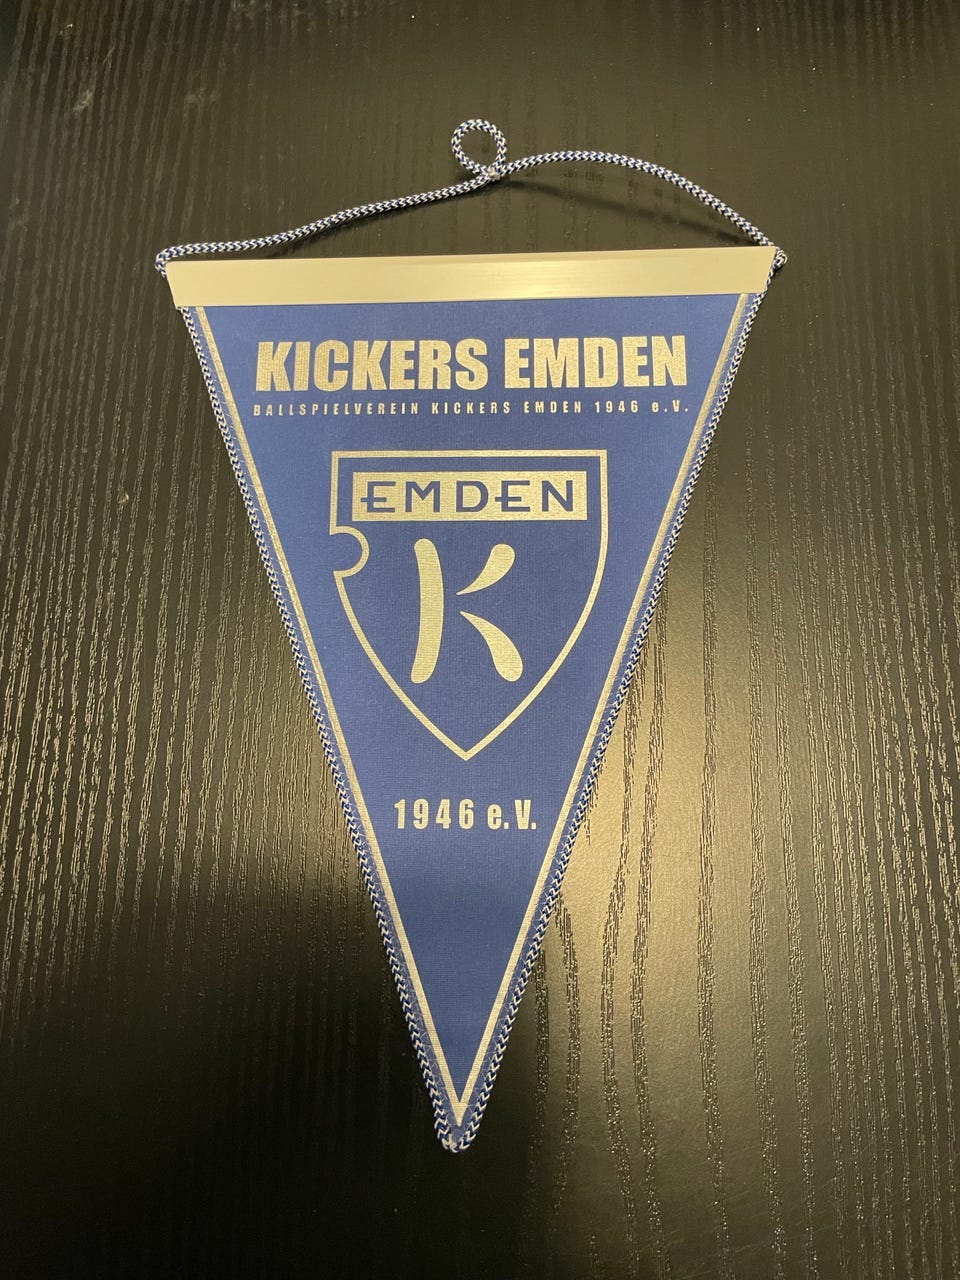 KICKERS EMDEN
BALLSPIELVEREIN KICKERS EMDEN 1946 e.V.
EMDEN
K
1946 e.V.